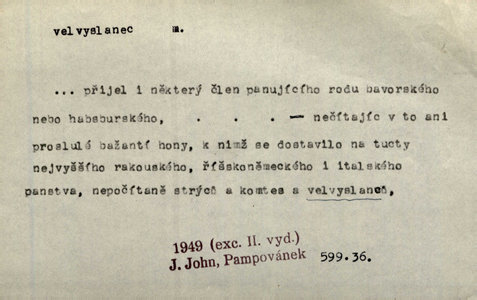 velvyslanec m.
... přijel i některý člen panujícího rodu bavorského
nebo habsburského, . . . — nečítajíc v to ani
proslulé bažantí hony, k nimž se dostavilo na tucty
nejvyššího rakouského, říšskoněmeckého i italského
panstva, nepočítaně strýců a komtes a velvyslanců,
1949 (exc. II. vyd.)
J. John, Pampovánek 599.36.